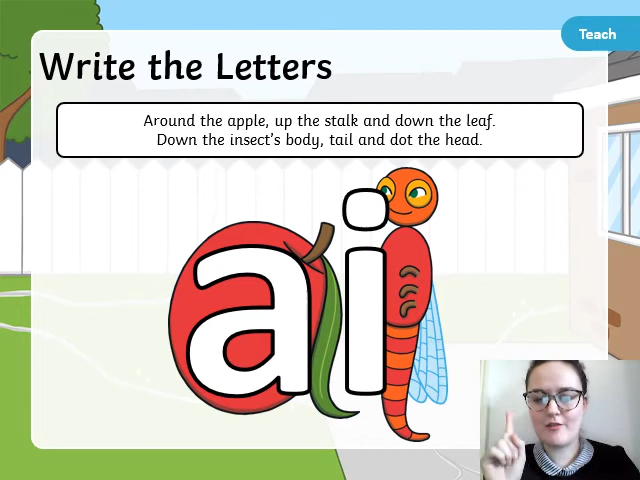 Teach
Write the Letters
Around the apple, up the stalk and down the leaf.
Down the insect's body, tail and dot the head.
ai